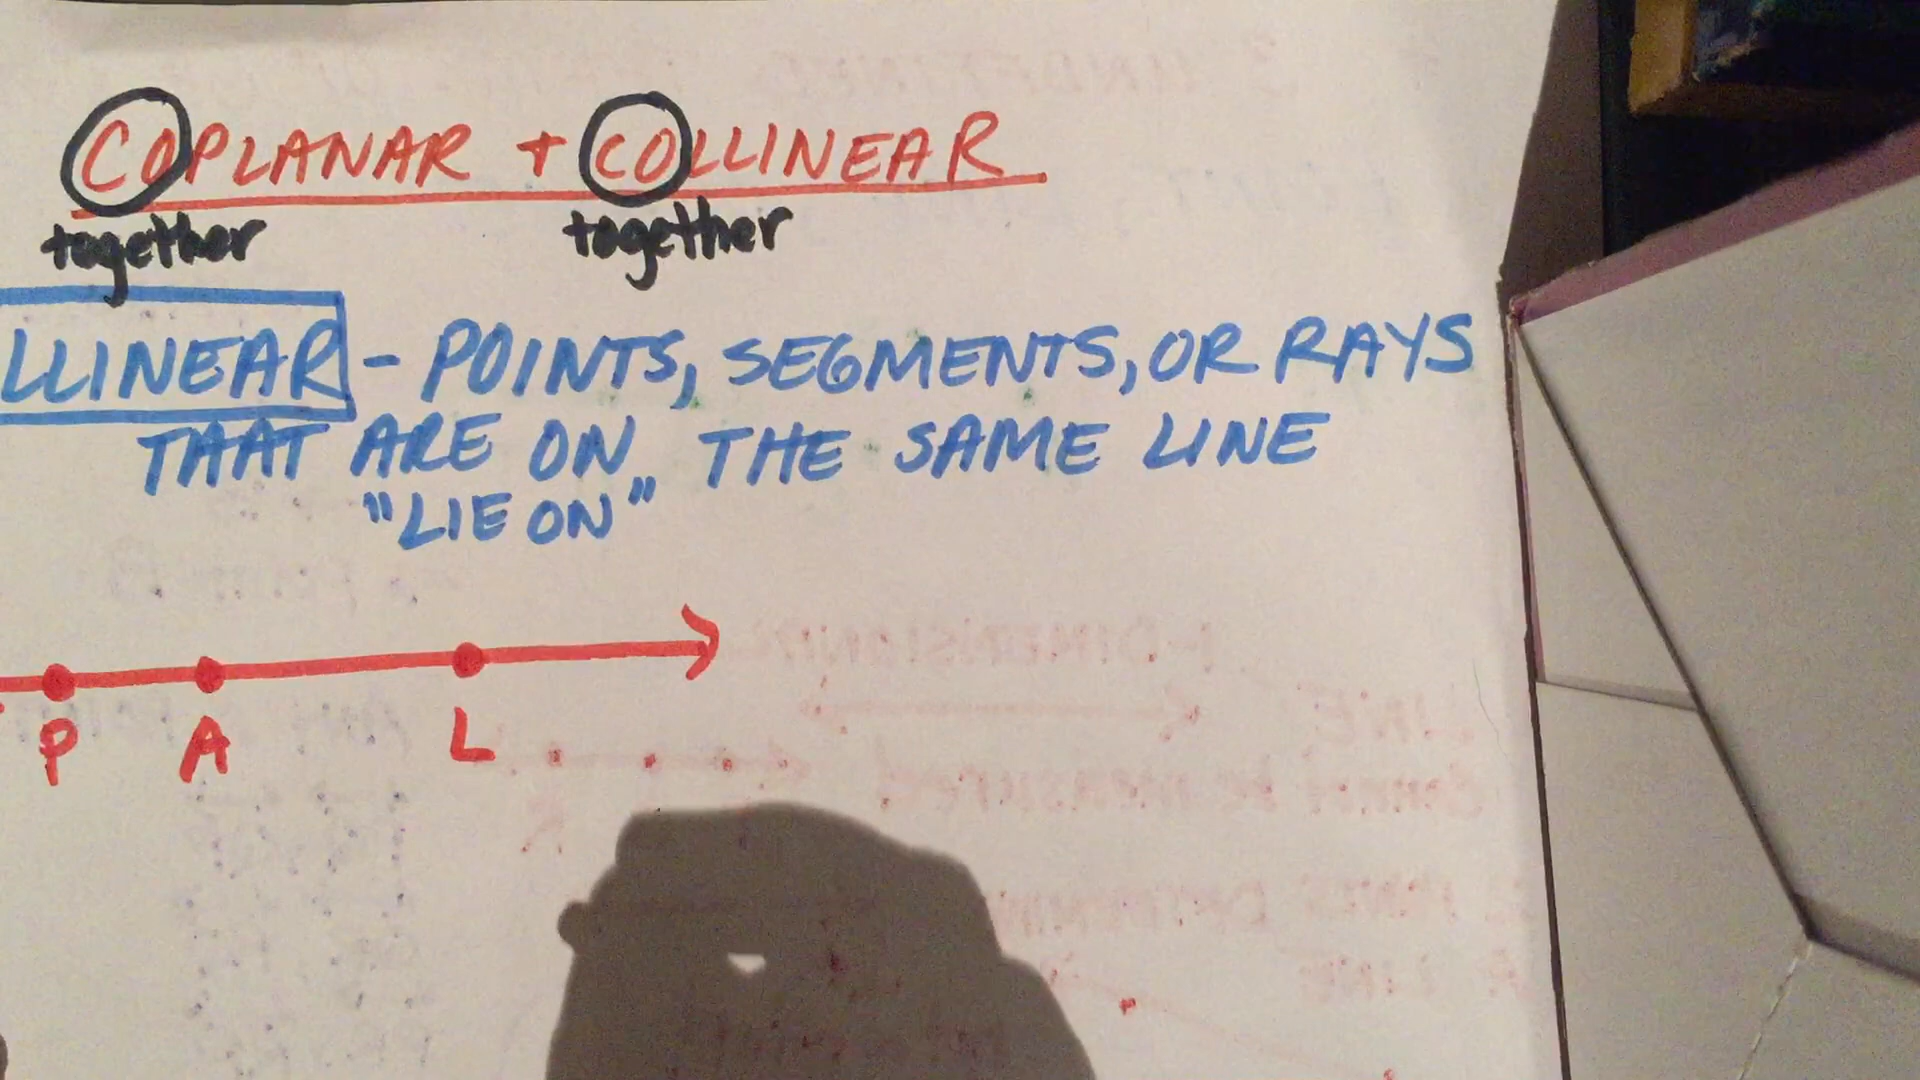 COPLANAR + COLLINEAR
together together
LLINEAR - POINTS, SEGMENTS, OR RAYS
THAT ARE ON THE SAME LINE
"LIE ON"
P A L